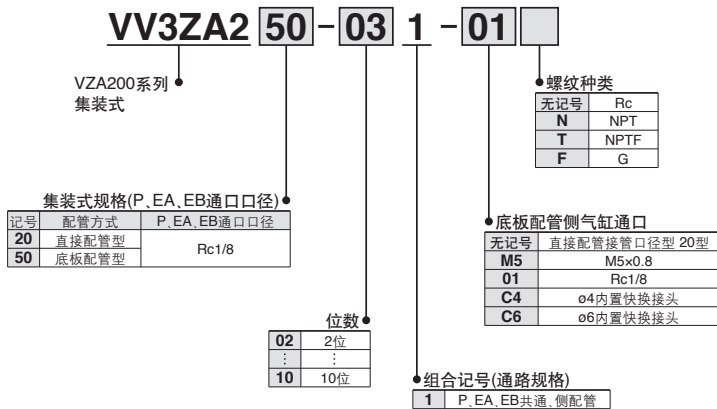 VV3ZA2 50 - 03 1 - 01
VZA200系列
集装式
螺纹种类
无记号 Rc
N NPT
T NPTF
F G
集装式规格(P、EA、EB通口口径)
记号 配管方式 P、EA、EB通口口径
20 直接配管型 Rc1/8
50 底板配管型
底板配管侧气缸通口
无记号 直接配管接管口径型 20型
M5 M5×0.8
01 Rc1/8
C4 ø4内置快换接头
C6 ø6内置快换接头
位数
02 2位
⋮ ⋮
10 10位
组合记号(通路规格)
1 P、EA、EB共通、侧配管